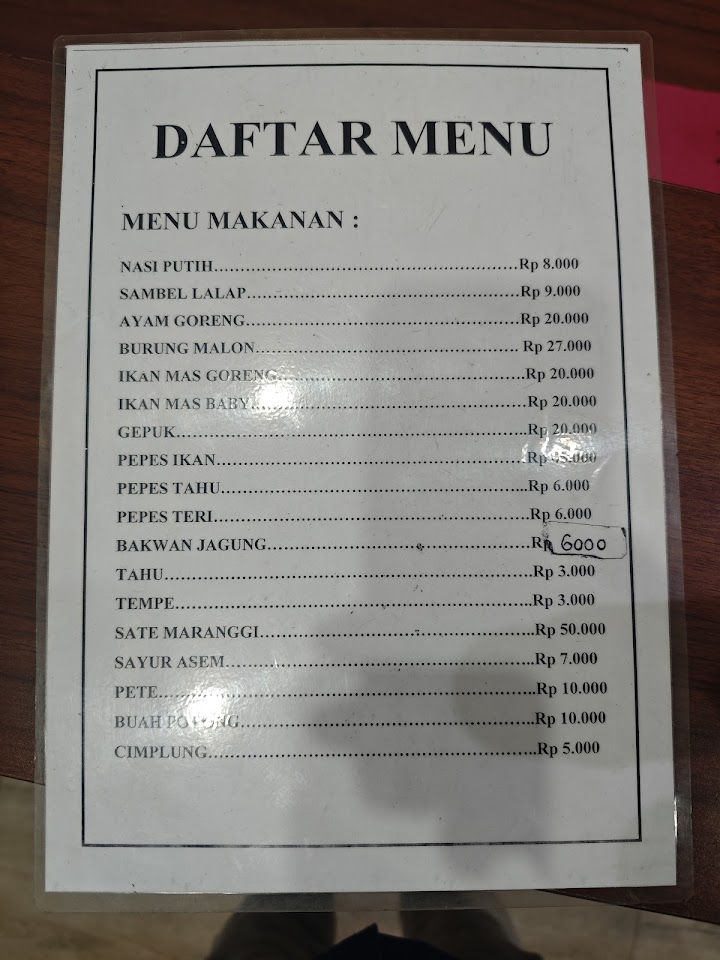 DAFTAR MENU
MENU MAKANAN :
NASI PUTIH..........Rp 8.000
SAMBEL LALAP..........Rp 9.000
AYAM GORENG..........Rp 20.000
BURUNG MALON.......... Rp 27.000
IKAN MAS GORENG..........Rp 20.000
IKAN MAS BABY..........Rp 20.000
GEPUK..........Rp 20.000
PEPES IKAN..........Rp
PEPES TAHU..........Rp 6.000
PEPES TERI..........Rp 6.000
BAKWAN JAGUNG..........Rp 6000
TAHU..........Rp 3.000
TEMPE..........Rp 3.000
SATE MARANGGI..........Rp 50.000
SAYUR ASEM..........Rp 7.000
PETE..........Rp 10.000
BUAH POTONG..........Rp 10.000
CIMPLUNG..........Rp 5.000